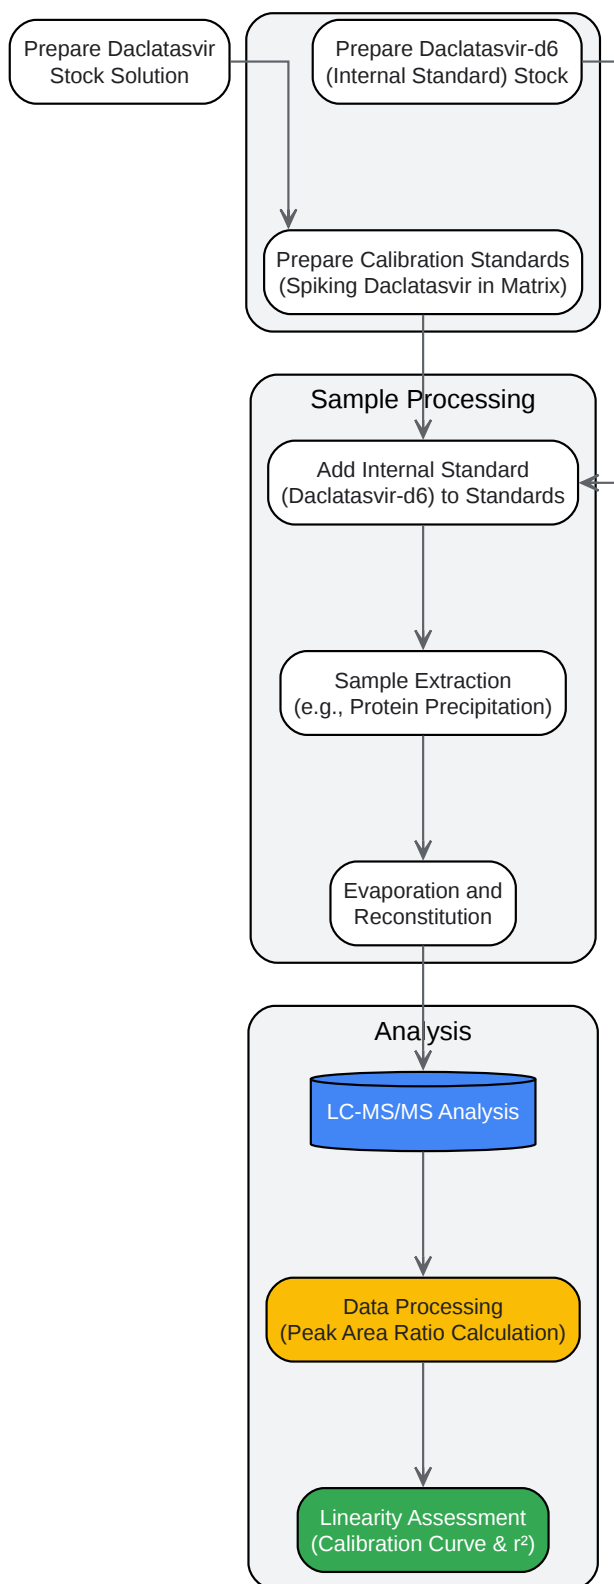 Prepare Daclatasvir
Stock Solution
Prepare Daclatasvir-d6
(Internal Standard) Stock
Prepare Calibration Standards
(Spiking Daclatasvir in Matrix)
Sample Processing
Add Internal Standard
(Daclatasvir-d6) to Standards
Sample Extraction
(e.g., Protein Precipitation)
Evaporation and
Reconstitution
Analysis
LC-MS/MS Analysis
Data Processing
(Peak Area Ratio Calculation)
Linearity Assessment
(Calibration Curve & r²)